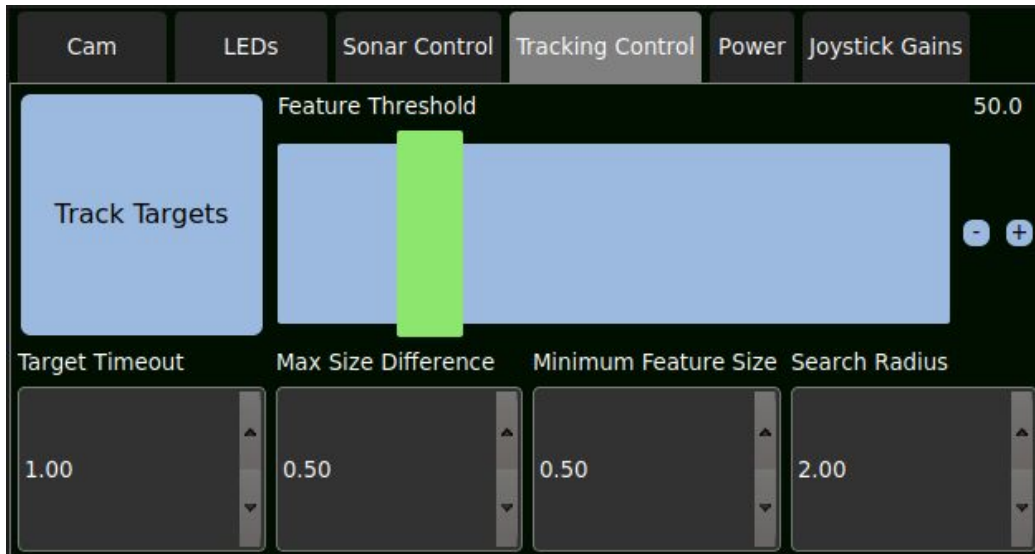 Cam LEDs Sonar Control Tracking Control Power Joystick Gains
Feature Threshold 50.0
Track Targets
- +
Target Timeout Max Size Difference Minimum Feature Size Search Radius
1.00 0.50 0.50 2.00